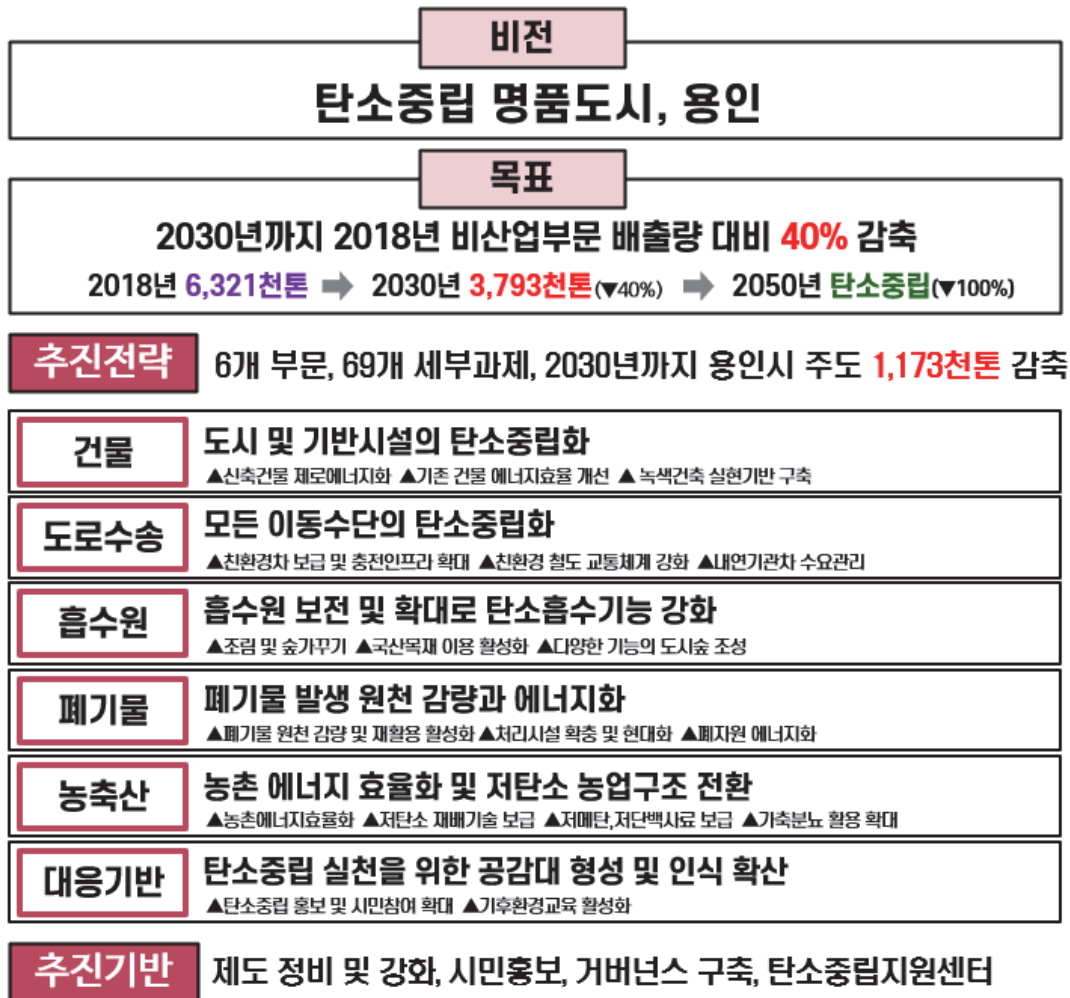 비전
탄소중립 명품도시, 용인
목표
2030년까지 2018년 비산업부문 배출량 대비 40% 감축
2018년 6,321천톤 ➡ 2030년 3,793천톤(▼40%) ➡ 2050년 탄소중립(▼100%)
추진전략 6개 부문, 69개 세부과제, 2030년까지 용인시 주도 1,173천톤 감축
건물
도시 및 기반시설의 탄소중립화
▲신축건물 제로에너지화 ▲기존 건물 에너지효율 개선 ▲ 녹색건축 실현기반 구축
도로수송
모든 이동수단의 탄소중립화
▲친환경차 보급 및 충전인프라 확대 ▲친환경 철도 교통체계 강화 ▲내연기관차 수요관리
흡수원
흡수원 보전 및 확대로 탄소흡수기능 강화
▲조림 및 숲가꾸기 ▲국산목재 이용 활성화 ▲다양한 기능의 도시숲 조성
폐기물
폐기물 발생 원천 감량과 에너지화
▲폐기물 원천 감량 및 재활용 활성화 ▲처리시설 확충 및 현대화 ▲폐자원 에너지화
농축산
농촌 에너지 효율화 및 저탄소 농업구조 전환
▲농촌에너지효율화 ▲저탄소 재배기술 보급 ▲저메탄,저단백사료 보급 ▲가축분뇨 활용 확대
대응기반
탄소중립 실천을 위한 공감대 형성 및 인식 확산
▲탄소중립 홍보 및 시민참여 확대 ▲기후환경교육 활성화
추진기반 제도 정비 및 강화, 시민홍보, 거버넌스 구축, 탄소중립지원센터